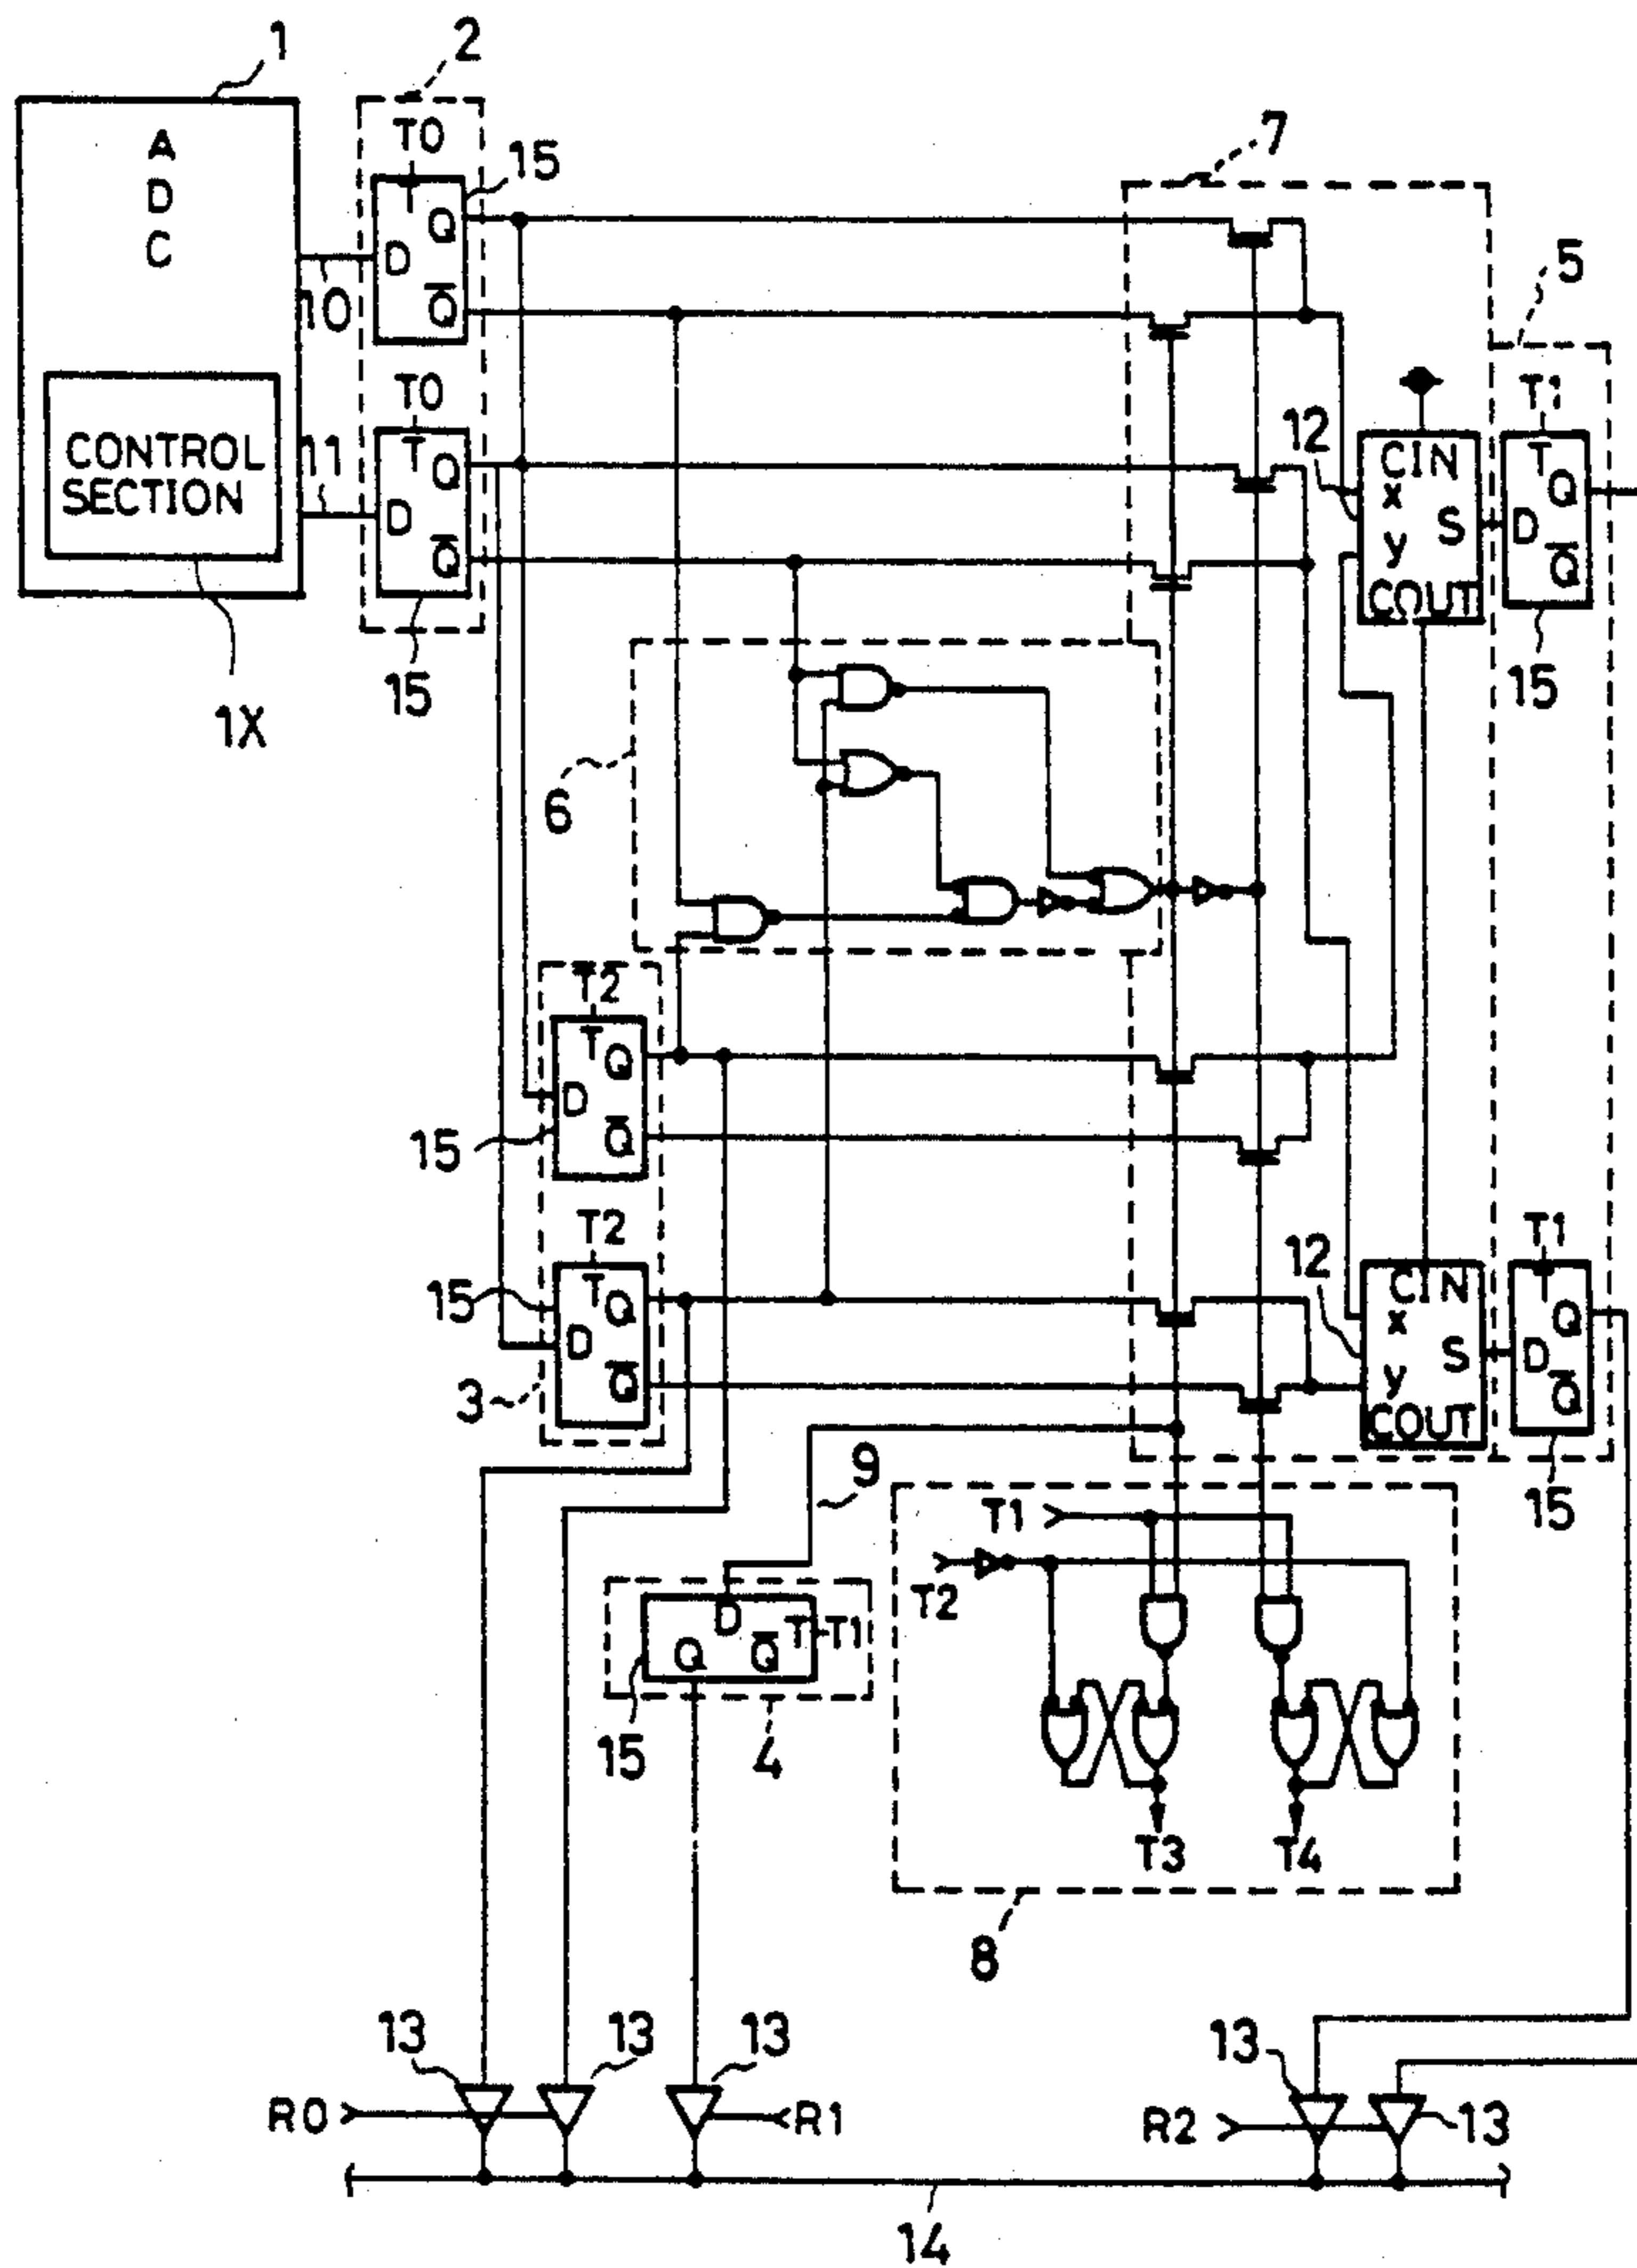 1
2
ADC
T0
T
15
Q
D
Q̅
10
7
5
T0
T
11
Q
D
Q̅
CONTROL
SECTION
1X
15
12
CIN
x
y
S
COUT
T1
T
Q
D
Q̅
15
6
T2
T
Q
D
Q̅
15
T2
T
15
Q
D
Q̅
3
12
CIN
x
y
S
COUT
T1
T
Q
D
Q̅
15
9
T1
T2
D
T
T1
Q
Q̅
15
4
T3
T4
8
13
13
13
13
R0
R1
R2
13
14